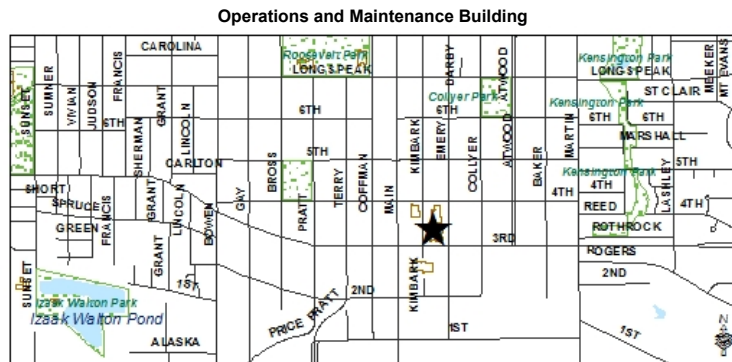 Operations and Maintenance Building
CAROLINA
Roosevelt Park
LONGSPEAK
Kensington Park
LONGSPEAK
SUNSET
SUMNER
VIVIAN
JUDSON
FRANCIS
GRANT
LINCOLN
SHERMAN
6TH
6TH
DARBY
ATWOOD
Collyer Park
6TH
ST CLAIR
MEEKER
MT EVANS
Kensington Park
6TH
6TH
MARSHALL
CARLTON
5TH
KIMBARK
EMERY
COLLYER
ATWOOD
BAKER
MARTIN
Kensington Park
5TH
SHORT
SPRUCE
GREEN
FRANCIS
GRANT
LINCOLN
BOWEN
GAY
BROSS
PRATT
TERRY
COFFMAN
MAIN
4TH
4TH
REED
LASHLEY
4TH
ROTHROCK
3RD
ROGERS
SUNSET
GRANT
1ST
2ND
KIMBARK
2ND
Izaak Walton Park
Izaak Walton Pond
PRICE
PRATT
1ST
1ST
ALASKA
N